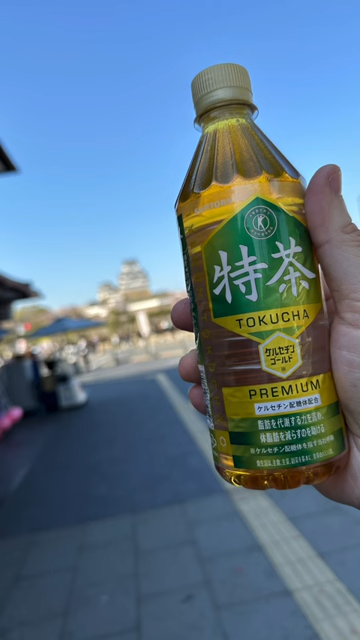 特茶
TOKUCHA
ケルセチン
ゴールド
PREMIUM
ケルセチン配糖体配合
脂肪を代謝する力を高め
体脂肪を減らすのを助ける